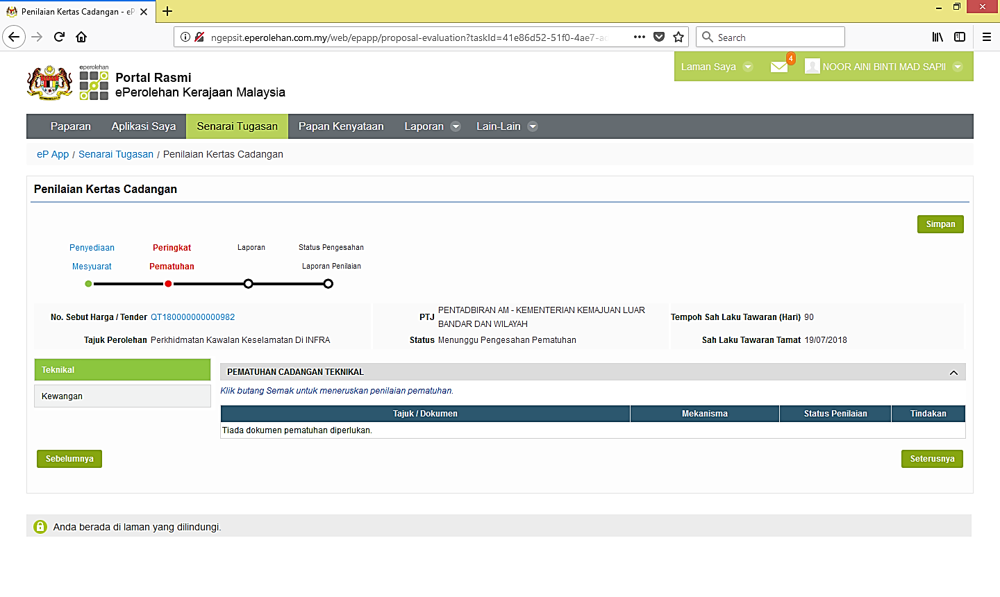 Penilaian Kertas Cadangan - eP
ngepsit.eperolehan.com.my/web/epapp/proposal-evaluation?taskId=41e86d52-51f0-4ae7-a
Search
eperolehan
Portal Rasmi
ePerolehan Kerajaan Malaysia
Laman Saya
4
NOOR AINI BINTI MAD SAPII
Paparan
Aplikasi Saya
Senarai Tugasan
Papan Kenyataan
Laporan
Lain-Lain
eP App / Senarai Tugasan / Penilaian Kertas Cadangan
Penilaian Kertas Cadangan
Simpan
Penyediaan
Mesyuarat
Peringkat
Pematuhan
Laporan
Status Pengesahan
Laporan Penilaian
No. Sebut Harga / Tender QT180000000000982
Tajuk Perolehan Perkhidmatan Kawalan Keselamatan Di INFRA
PTJ PENTADBIRAN AM - KEMENTERIAN KEMAJUAN LUAR
BANDAR DAN WILAYAH
Status Menunggu Pengesahan Pematuhan
Tempoh Sah Laku Tawaran (Hari) 90
Sah Laku Tawaran Tamat 19/07/2018
Teknikal
Kewangan
PEMATUHAN CADANGAN TEKNIKAL
Klik butang Semak untuk meneruskan penilaian pematuhan.
Tajuk / Dokumen
Mekanisma
Status Penilaian
Tindakan
Tiada dokumen pematuhan diperlukan.
Sebelumnya
Seterusnya
Anda berada di laman yang dilindungi.